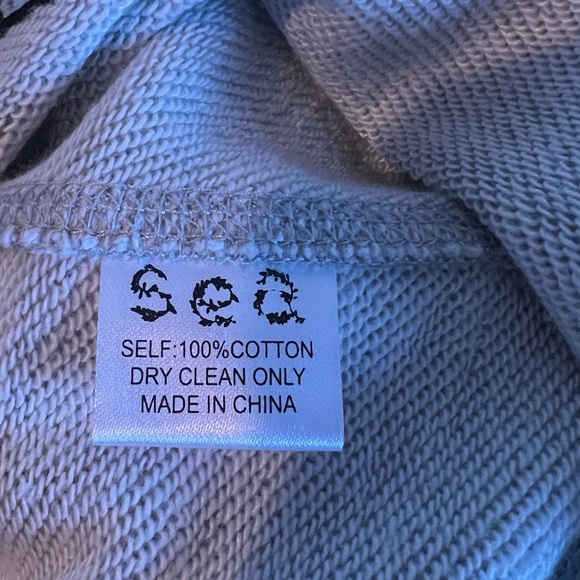 sea
SELF:100%COTTON
DRY CLEAN ONLY
MADE IN CHINA